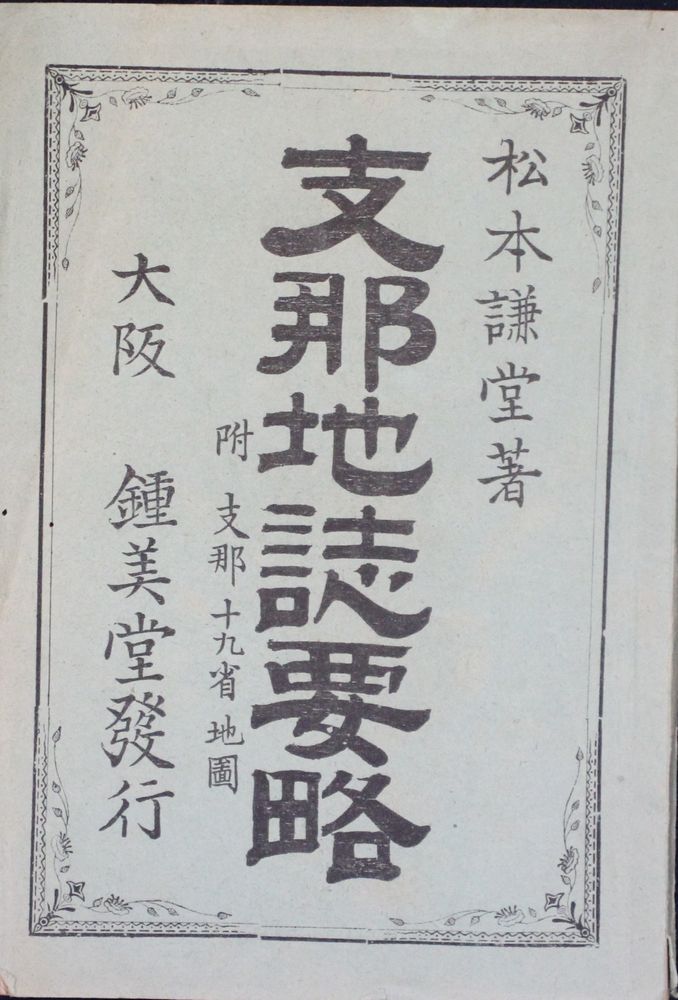 松本謙堂著
支那地誌要略
附 支那十九省地圖
大阪 鍾美堂發行